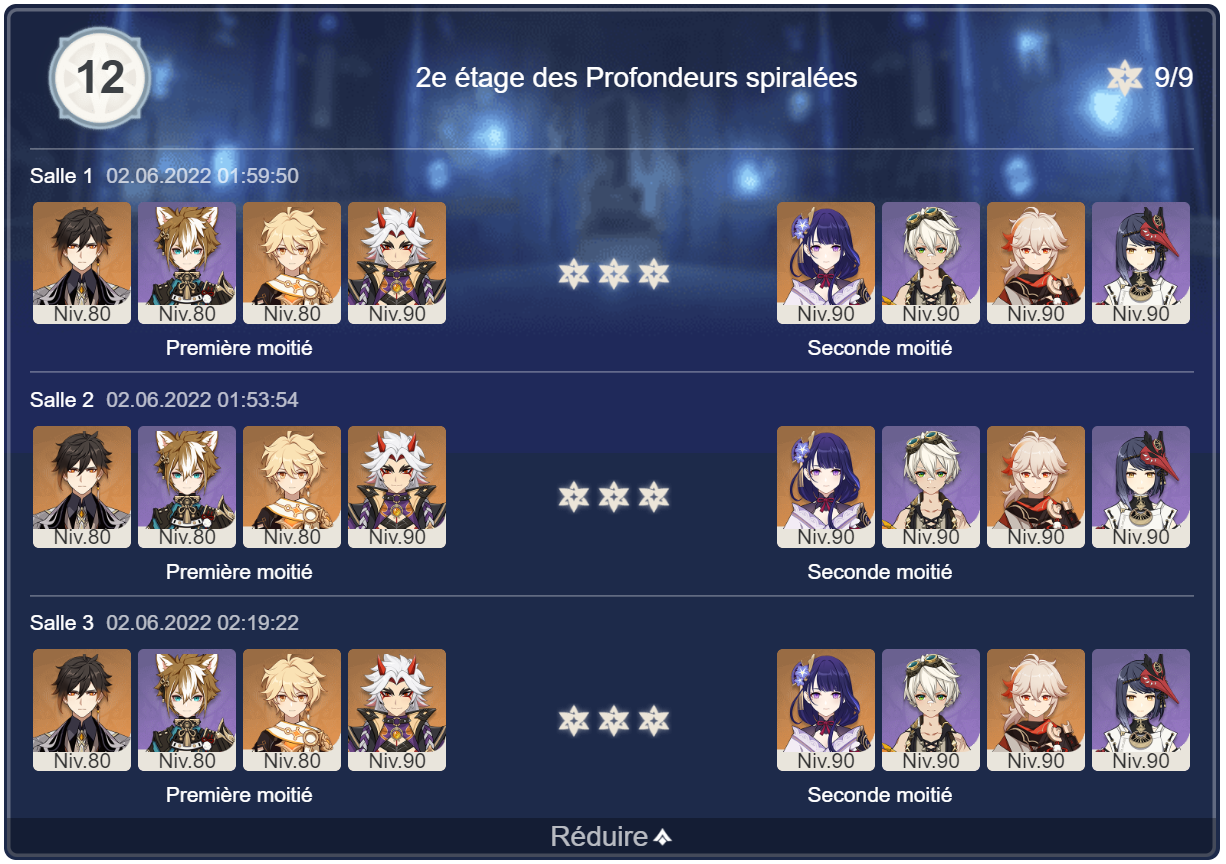 12
2e étage des Profondeurs spiralées
9/9
Salle 1 02.06.2022 01:59:50
Niv.80 Niv.80 Niv.80 Niv.90 Niv.90 Niv.90 Niv.90 Niv.90
Première moitié Seconde moitié
Salle 2 02.06.2022 01:53:54
Niv.80 Niv.80 Niv.80 Niv.90 Niv.90 Niv.90 Niv.90 Niv.90
Première moitié Seconde moitié
Salle 3 02.06.2022 02:19:22
Niv.80 Niv.80 Niv.80 Niv.90 Niv.90 Niv.90 Niv.90 Niv.90
Première moitié Seconde moitié
Réduire